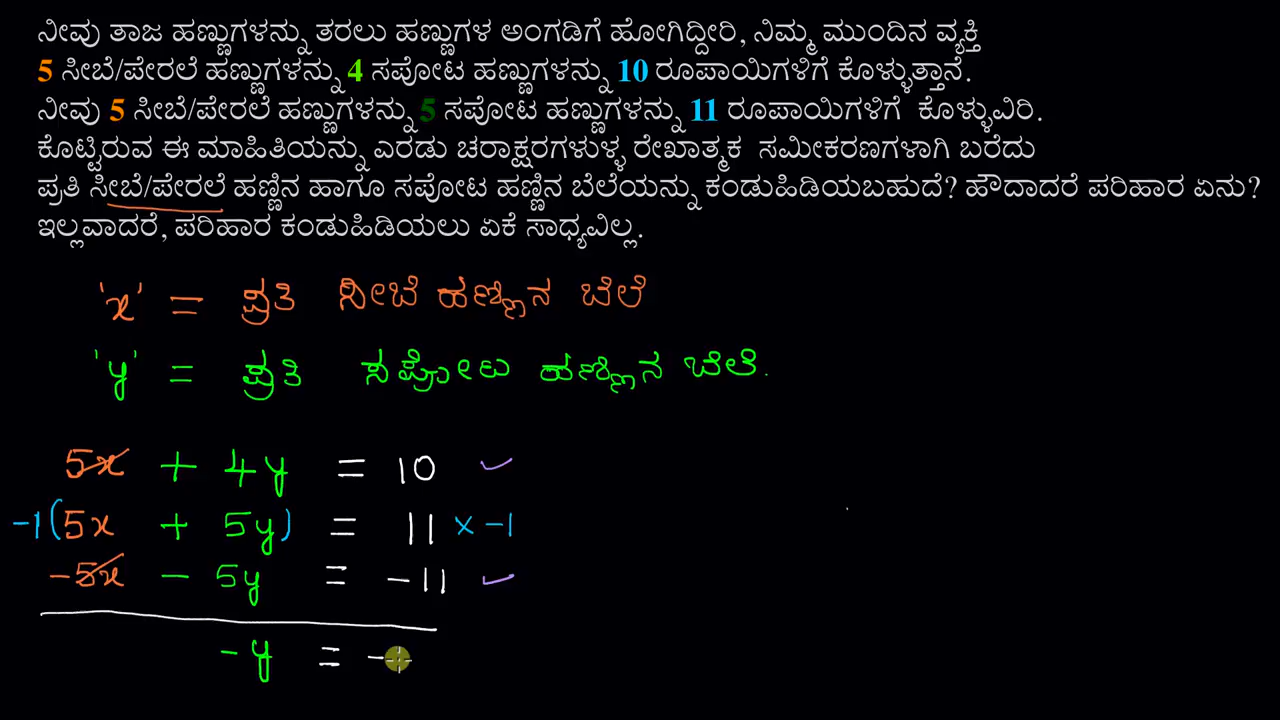 ನೀವು ತಾಜ ಹಣ್ಣುಗಳನ್ನು ತರಲು ಹಣ್ಣುಗಳ ಅಂಗಡಿಗೆ ಹೋಗಿದ್ದೀರಿ, ನಿಮ್ಮ ಮುಂದಿನ ವ್ಯಕ್ತಿ
5 ಸೀಬೆ/ಪೇರಲೆ ಹಣ್ಣುಗಳನ್ನು 4 ಸಪೋಟ ಹಣ್ಣುಗಳನ್ನು 10 ರೂಪಾಯಿಗಳಿಗೆ ಕೊಳ್ಳುತ್ತಾನೆ.
ನೀವು 5 ಸೀಬೆ/ಪೇರಲೆ ಹಣ್ಣುಗಳನ್ನು 5 ಸಪೋಟ ಹಣ್ಣುಗಳನ್ನು 11 ರೂಪಾಯಿಗಳಿಗೆ ಕೊಳ್ಳುವಿರಿ.
ಕೊಟ್ಟಿರುವ ಈ ಮಾಹಿತಿಯನ್ನು ಎರಡು ಚರಾಕ್ಷರಗಳುಳ್ಳ ರೇಖಾತ್ಮಕ ಸಮೀಕರಣಗಳಾಗಿ ಬರೆದು
ಪ್ರತಿ ಸೀಬೆ/ಪೇರಲೆ ಹಣ್ಣಿನ ಹಾಗೂ ಸಪೋಟ ಹಣ್ಣಿನ ಬೆಲೆಯನ್ನು ಕಂಡುಹಿಡಿಯಬಹುದೆ? ಹೌದಾದರೆ ಪರಿಹಾರ ಏನು?
ಇಲ್ಲವಾದರೆ, ಪರಿಹಾರ ಕಂಡುಹಿಡಿಯಲು ಏಕೆ ಸಾಧ್ಯವಿಲ್ಲ.
'x' = ಪ್ರತಿ ಸೀಬೆ ಹಣ್ಣಿನ ಬೆಲೆ
'y' = ಪ್ರತಿ ಸಪೋಟ ಹಣ್ಣಿನ ಬೆಲೆ.
5x + 4y = 10 ✓
-1(5x + 5y) = 11 x -1
-5x - 5y = -11 ✓
-y = -